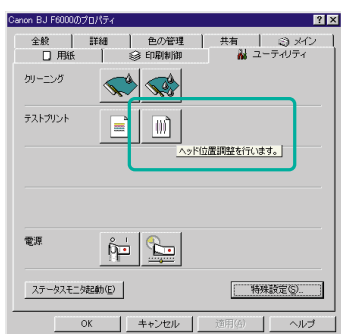 Canon BJ F6000のプロパティ
全般 詳細 色の管理 共有 メイン
用紙 印刷制御 ユーティリティ
クリーニング
テストプリント
ヘッド位置調整を行います。
電源
ステータスモニタ起動(E) 特殊設定(S)...
OK キャンセル 適用(A) ヘルプ